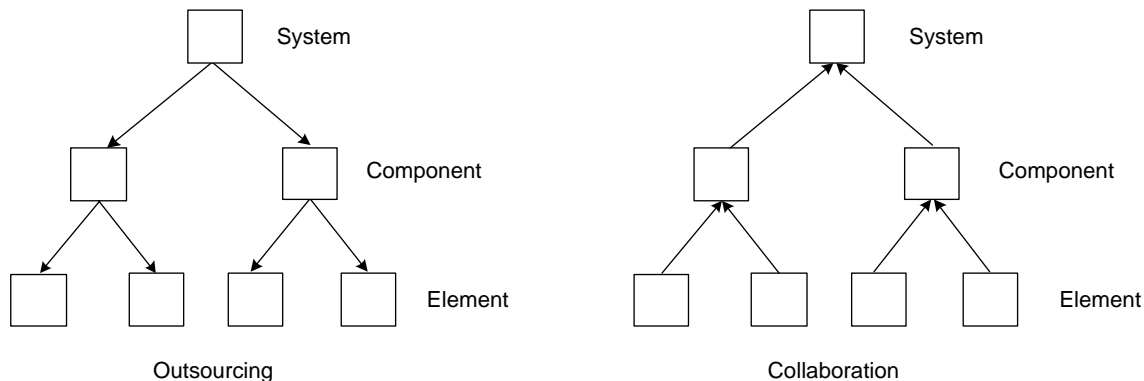 System
Component
Element
Outsourcing
System
Component
Element
Collaboration